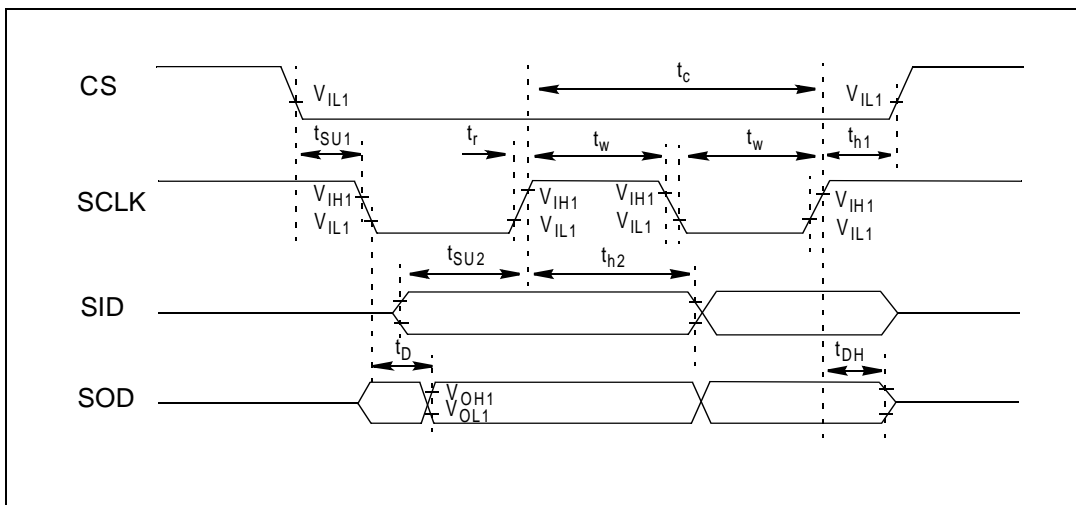 CS
V_IL1
t_c
V_IL1
t_SU1
t_r
t_w
t_w
t_h1
SCLK
V_IH1
V_IL1
V_IH1
V_IL1
V_IH1
V_IL1
V_IH1
V_IL1
t_SU2
t_h2
SID
t_D
t_DH
SOD
V_OH1
V_OL1